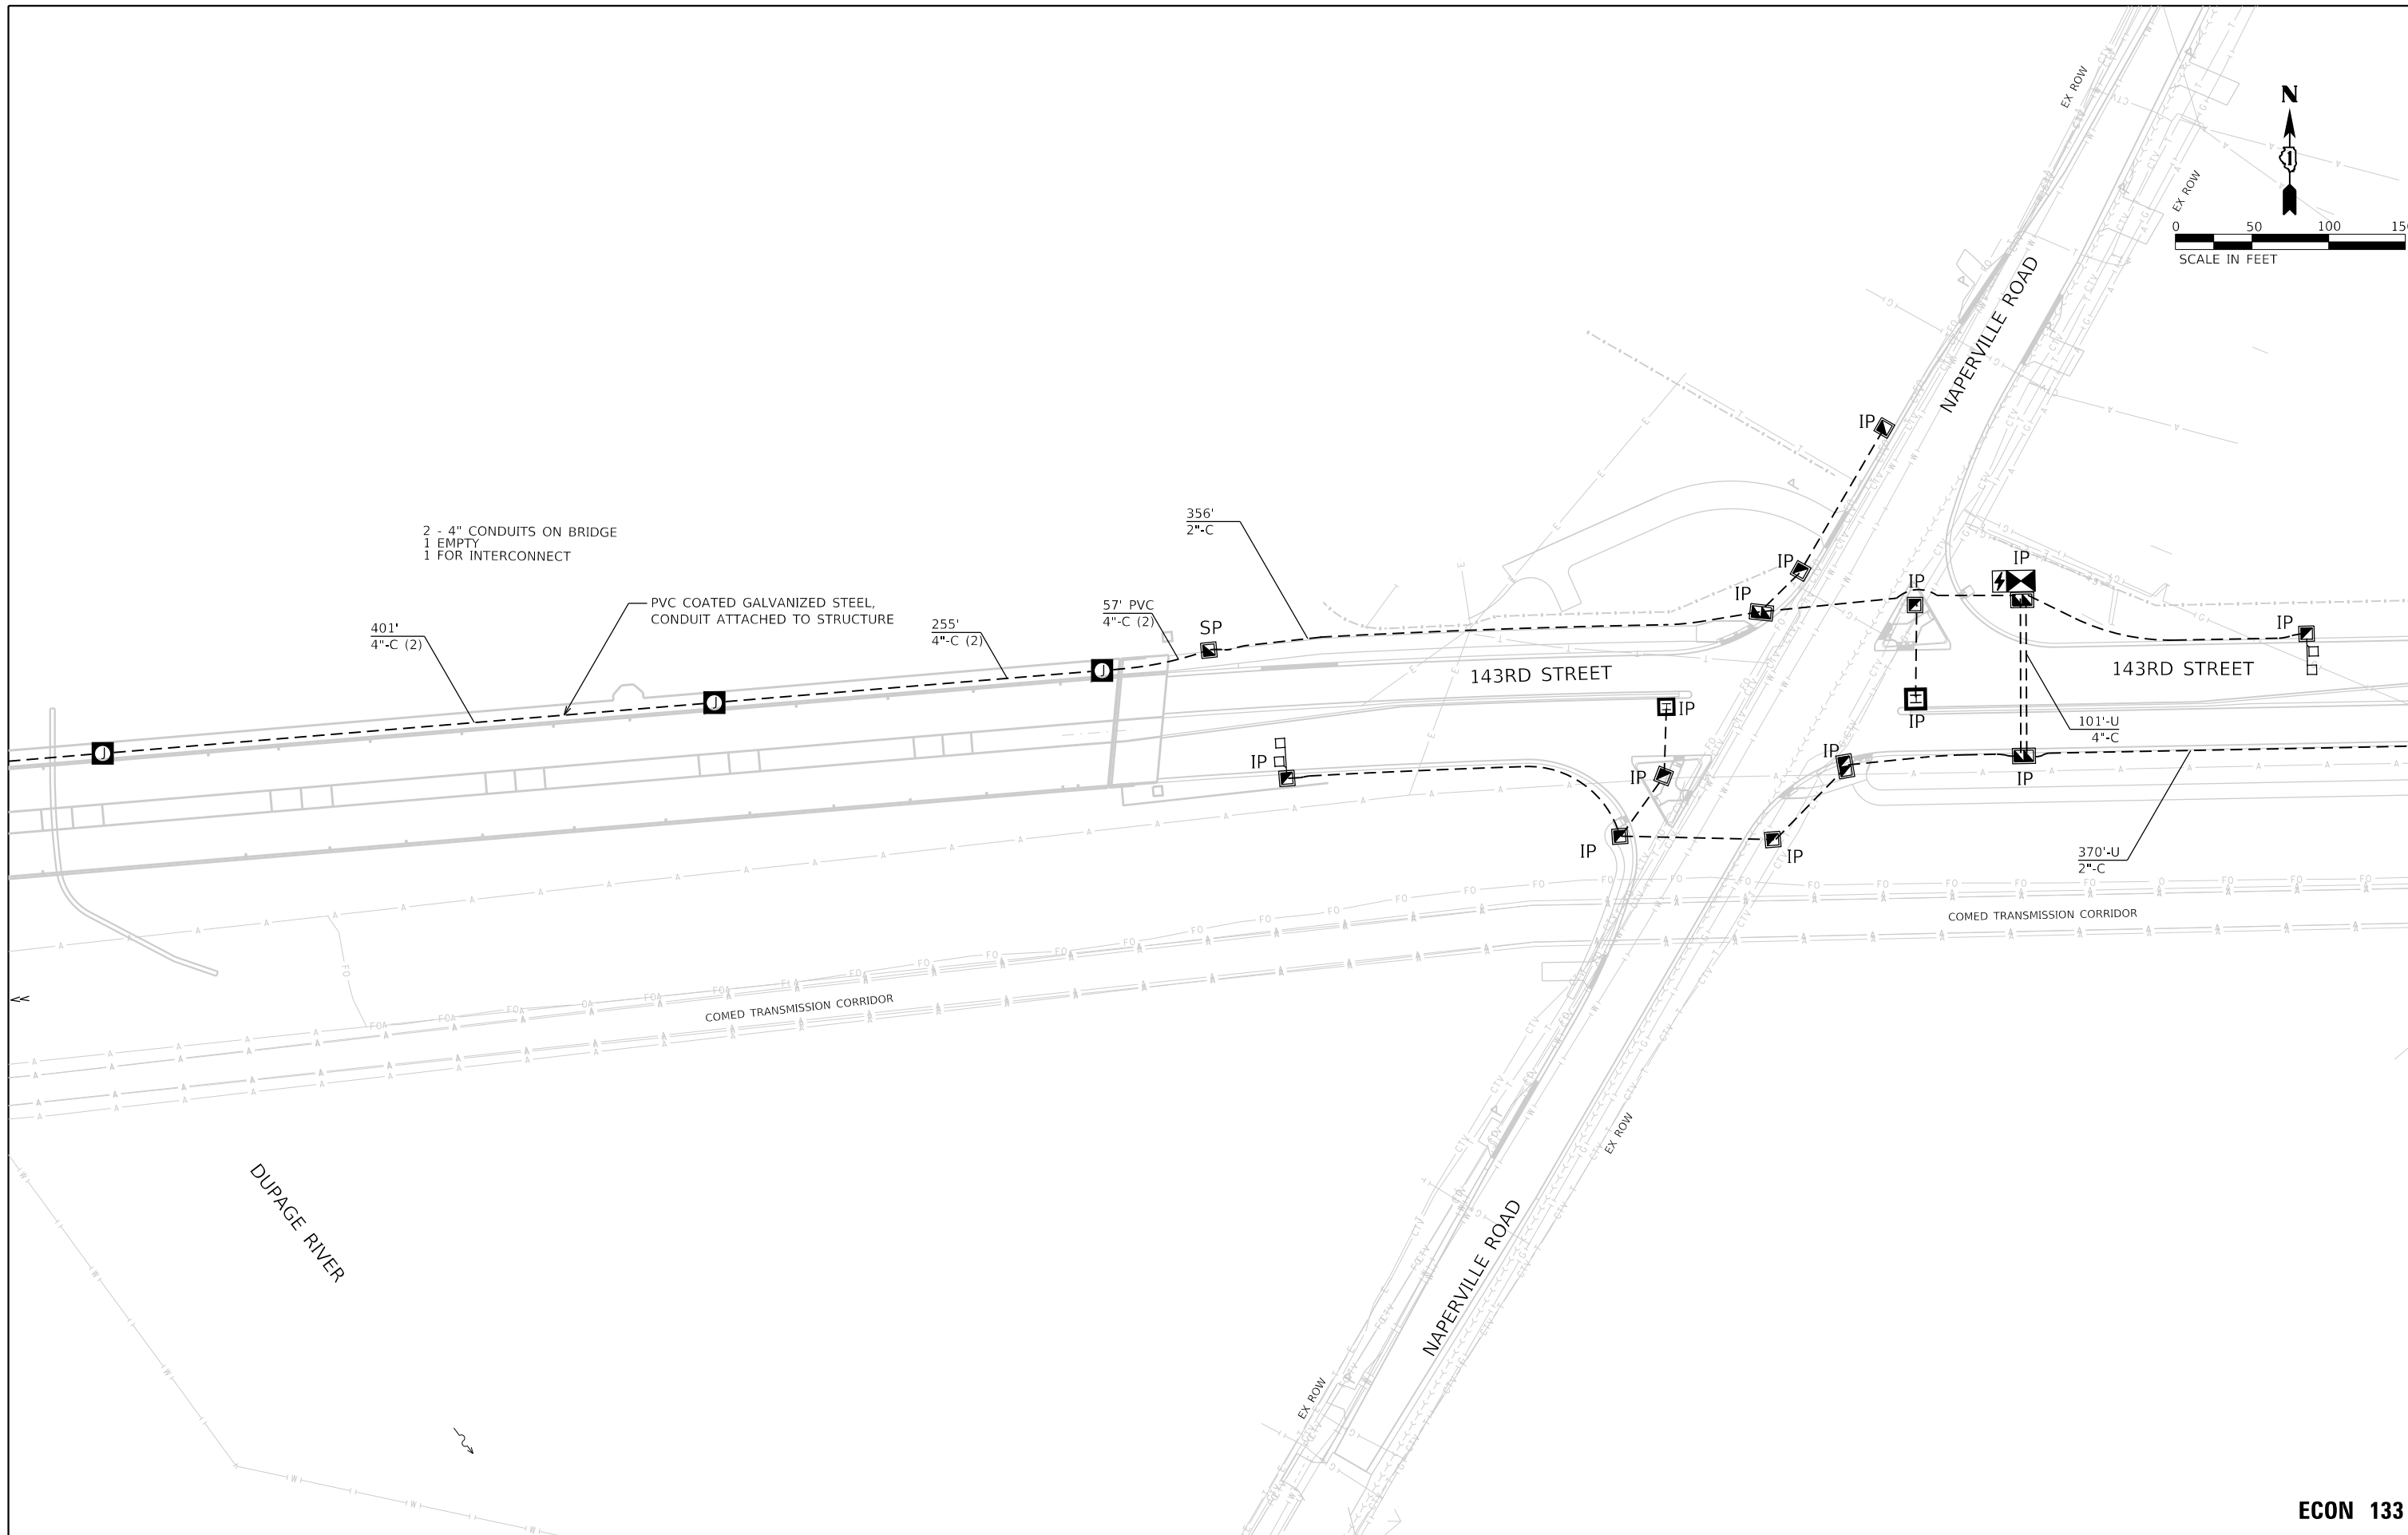 EX ROW
N
1
EX ROW
0 50 100 150
SCALE IN FEET
NAPERVILLE ROAD
IP
2 - 4" CONDUITS ON BRIDGE
1 EMPTY
1 FOR INTERCONNECT
356'
2"-C
PVC COATED GALVANIZED STEEL,
CONDUIT ATTACHED TO STRUCTURE
401'
4"-C (2)
255'
4"-C (2)
57' PVC
4"-C (2)
SP
IP
IP
IP
IP
IP
143RD STREET
143RD STREET
J
J
J
IP
IP
101'-U
4"-C
IP
IP
IP
IP
IP
IP
370'-U
2"-C
COMED TRANSMISSION CORRIDOR
COMED TRANSMISSION CORRIDOR
DUPAGE RIVER
EX ROW
NAPERVILLE ROAD
EX ROW
ECON 133